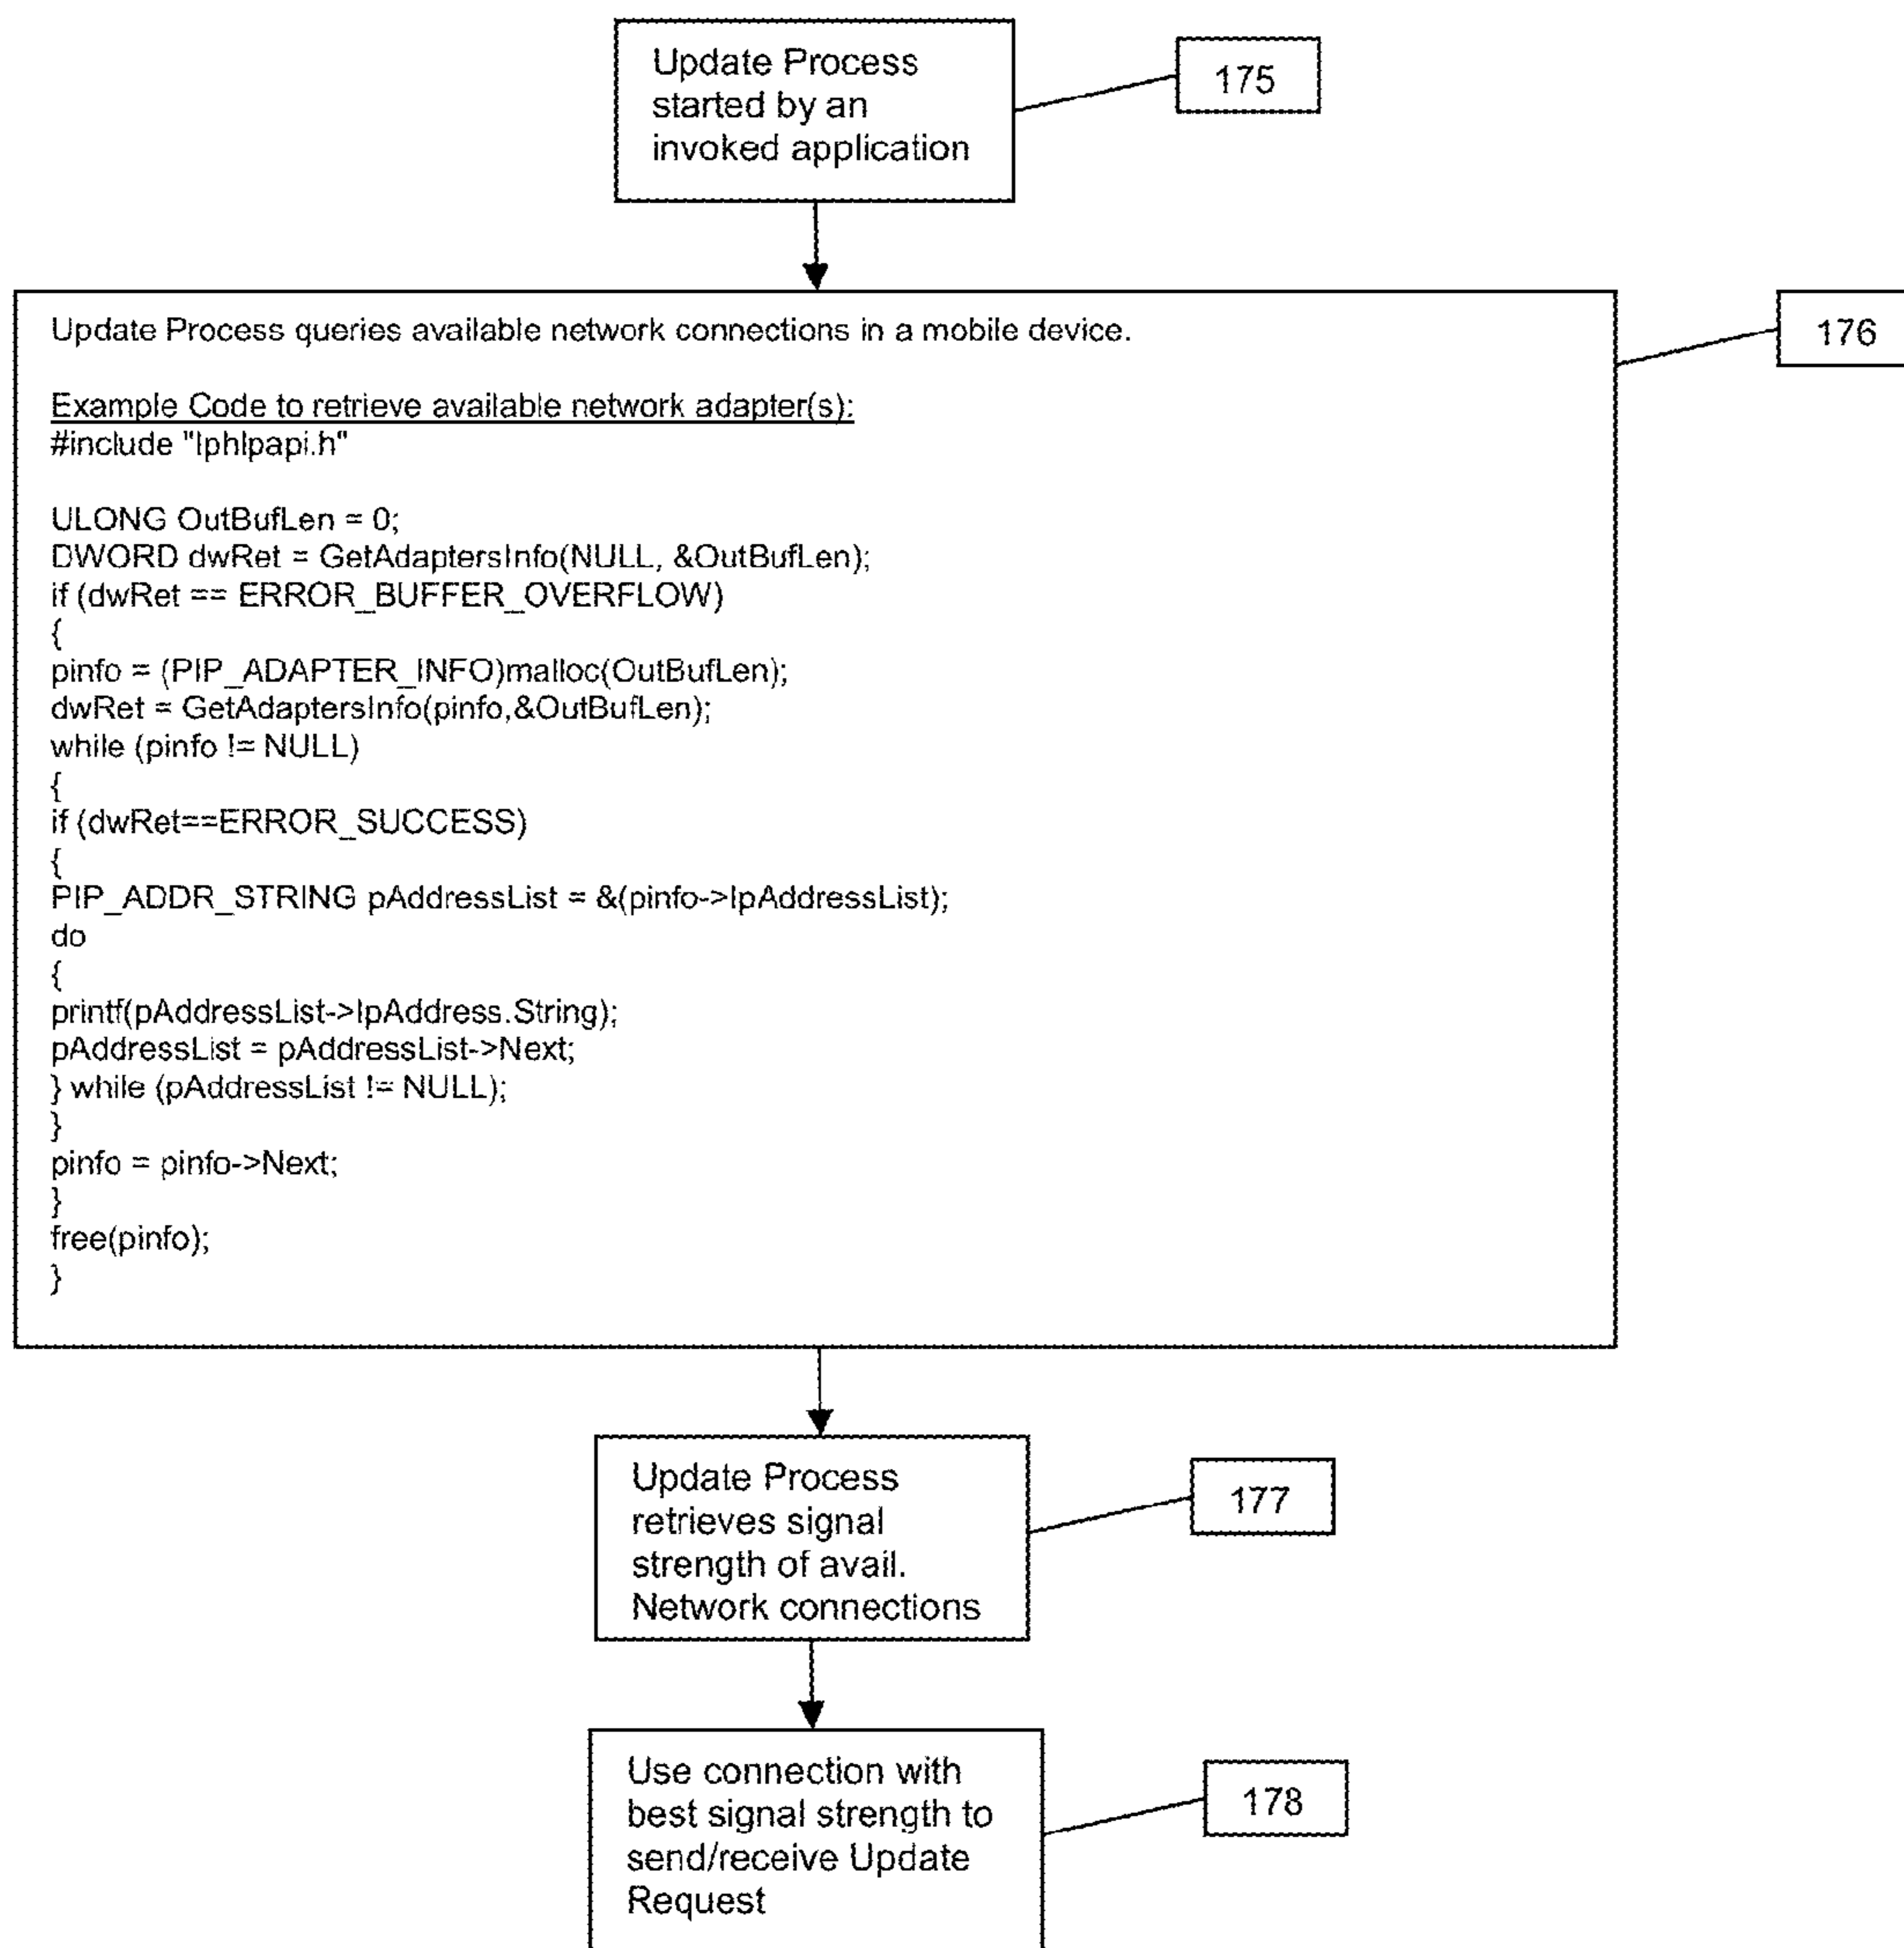 Update Process
started by an
invoked application
175
Update Process queries available network connections in a mobile device.
176
Example Code to retrieve available network adapter(s):
#include "Iphlpapi.h"
ULONG OutBufLen = 0;
DWORD dwRet = GetAdaptersInfo(NULL, &OutBufLen);
if (dwRet == ERROR_BUFFER_OVERFLOW)
{
pinfo = (PIP_ADAPTER_INFO)malloc(OutBufLen);
dwRet = GetAdaptersInfo(pinfo,&OutBufLen);
while (pinfo != NULL)
{
if (dwRet==ERROR_SUCCESS)
{
PIP_ADDR_STRING pAddressList = &(pinfo->IpAddressList);
do
{
printf(pAddressList->IpAddress.String);
pAddressList = pAddressList->Next;
} while (pAddressList != NULL);
}
pinfo = pinfo->Next;
}
free(pinfo);
}
Update Process
retrieves signal
strength of avail.
Network connections
177
Use connection with
best signal strength to
send/receive Update
Request
178